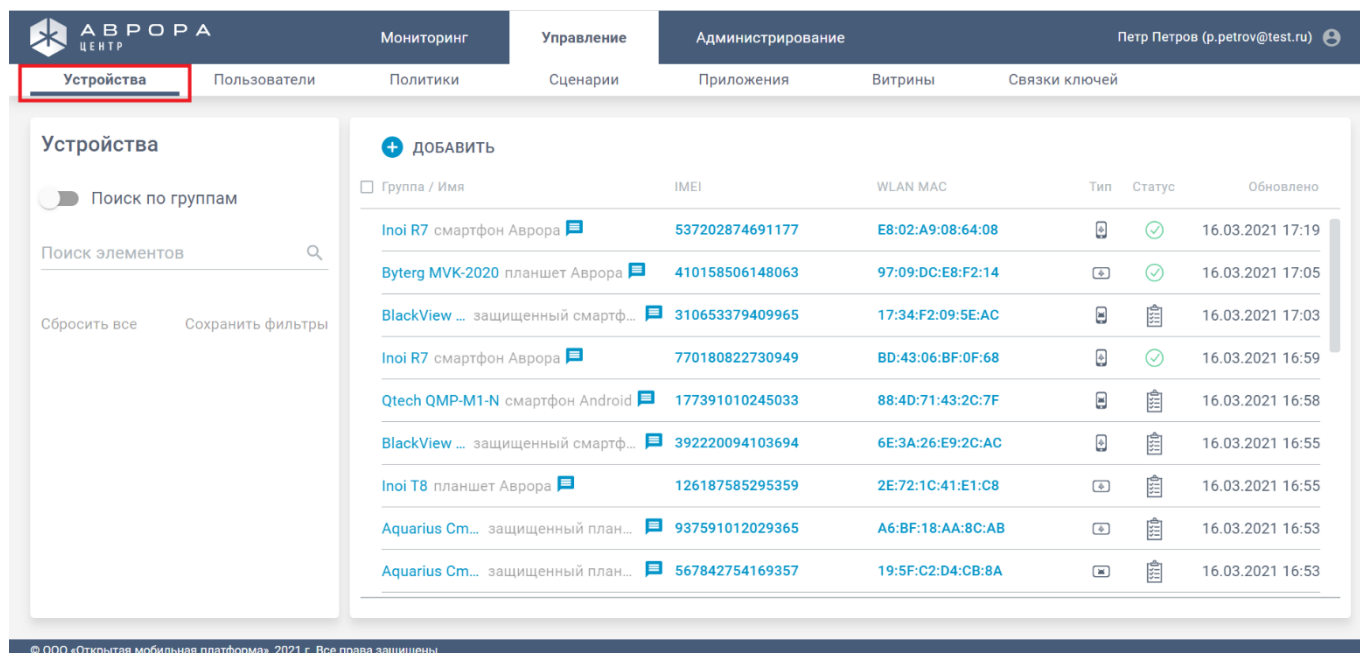 АВРОРА
ЦЕНТР
Мониторинг Управление Администрирование Петр Петров (p.petrov@test.ru)
Устройства Пользователи Политики Сценарии Приложения Витрины Связки ключей
Устройства
Поиск по группам
Поиск элементов
Сбросить все Сохранить фильтры
ДОБАВИТЬ
Группа / Имя IMEI WLAN MAC Тип Статус Обновлено
Inoi R7 смартфон Аврора 537202874691177 E8:02:A9:08:64:08 16.03.2021 17:19
Byterg MVK-2020 планшет Аврора 410158506148063 97:09:DC:E8:F2:14 16.03.2021 17:05
BlackView ... защищенный смартф... 310653379409965 17:34:F2:09:5E:AC 16.03.2021 17:03
Inoi R7 смартфон Аврора 770180822730949 BD:43:06:BF:0F:68 16.03.2021 16:59
Qtech QMP-M1-N смартфон Android 177391010245033 88:4D:71:43:2C:7F 16.03.2021 16:58
BlackView ... защищенный смартф... 392220094103694 6E:3A:26:E9:2C:AC 16.03.2021 16:55
Inoi T8 планшет Аврора 126187585295359 2E:72:1C:41:E1:C8 16.03.2021 16:55
Aquarius Cm... защищенный план... 937591012029365 A6:BF:18:AA:8C:AB 16.03.2021 16:53
Aquarius Cm... защищенный план... 567842754169357 19:5F:C2:D4:CB:8A 16.03.2021 16:53
© ООО «Открытая мобильная платформа», 2021 г. Все права защищены